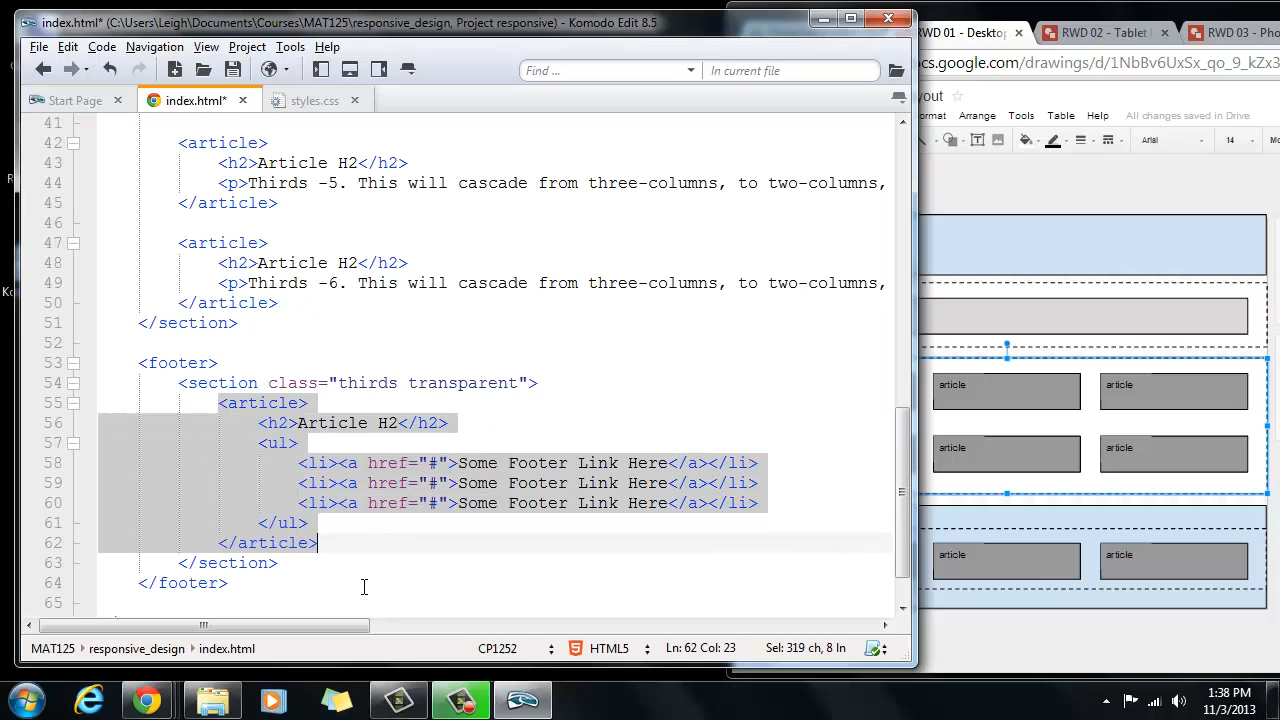 index.html* (C:\Users\Leigh\Documents\Courses\MAT125\responsive_design, Project responsive) - Komodo Edit 8.5
File Edit Code Navigation View Project Tools Help
Find ... In current file
Start Page index.html* styles.css
41
42 <article>
43 <h2>Article H2</h2>
44 <p>Thirds -5. This will cascade from three-columns, to two-columns,
45 </article>
46
47 <article>
48 <h2>Article H2</h2>
49 <p>Thirds -6. This will cascade from three-columns, to two-columns,
50 </article>
51 </section>
52
53 <footer>
54 <section class="thirds transparent">
55 <article>
56 <h2>Article H2</h2>
57 <ul>
58 <li><a href="#">Some Footer Link Here</a></li>
59 <li><a href="#">Some Footer Link Here</a></li>
60 <li><a href="#">Some Footer Link Here</a></li>
61 </ul>
62 </article>
63 </section>
64 </footer>
65
MAT125 responsive_design index.html CP1252 HTML5 Ln: 62 Col: 23 Sel: 319 ch, 8 ln
RWD 01 - Desktop RWD 02 - Tablet RWD 03 - Pho
ocs.google.com/drawings/d/1NbBv6UxSx_qo_9_kZx3
yout
ormat Arrange Tools Table Help All changes saved in Drive
Arial 14
article article
article article
article article
1:38 PM
11/3/2013